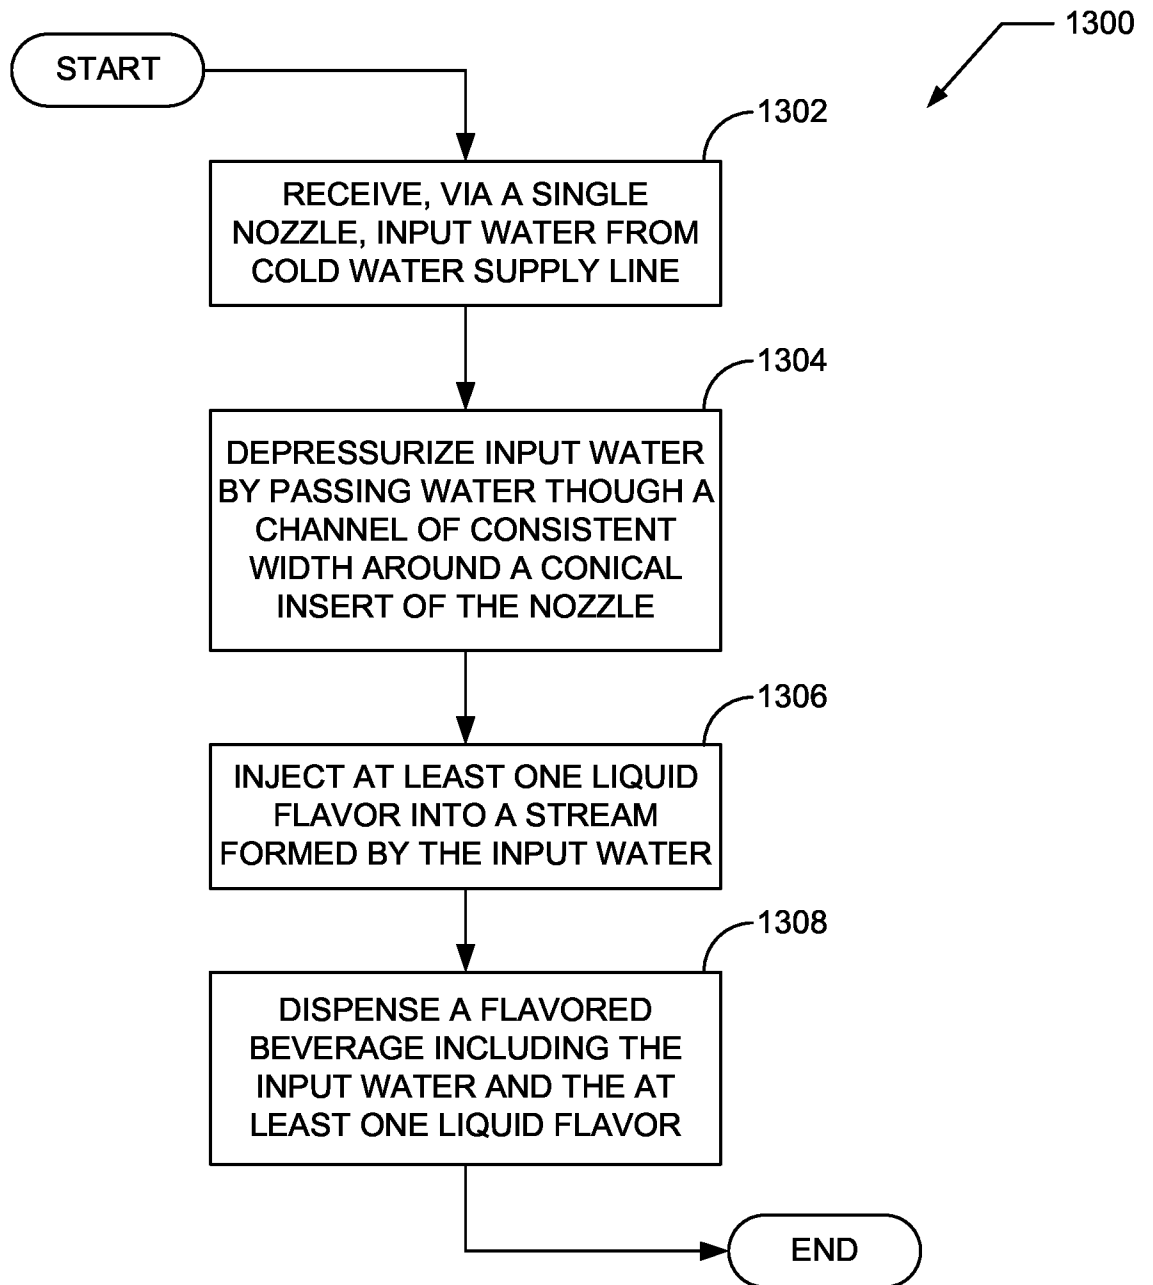 1300
START
1302
RECEIVE, VIA A SINGLE
NOZZLE, INPUT WATER FROM
COLD WATER SUPPLY LINE
1304
DEPRESSURIZE INPUT WATER
BY PASSING WATER THOUGH A
CHANNEL OF CONSISTENT
WIDTH AROUND A CONICAL
INSERT OF THE NOZZLE
1306
INJECT AT LEAST ONE LIQUID
FLAVOR INTO A STREAM
FORMED BY THE INPUT WATER
1308
DISPENSE A FLAVORED
BEVERAGE INCLUDING THE
INPUT WATER AND THE AT
LEAST ONE LIQUID FLAVOR
END